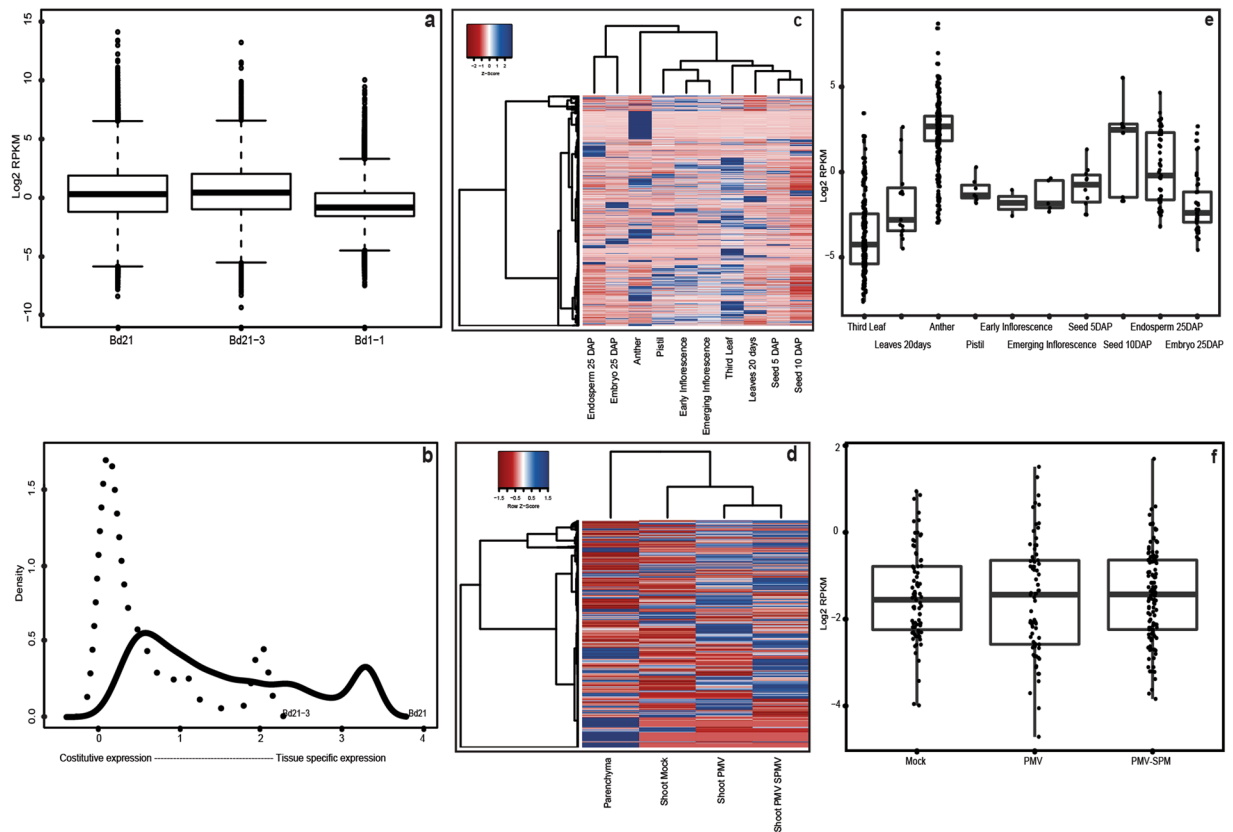 a
Log2 RPKM
15
10
5
0
−5
−10
Bd21
Bd21-3
Bd1-1
c
-2 -1 0 1 2
Z-Score
Endosperm 25 DAP
Embryo 25 DAP
Anther
Pistil
Early Inflorescence
Emerging Inflorescence
Third Leaf
Leaves 20 days
Seed 5 DAP
Seed 10 DAP
e
Log2 RPKM
5
0
−5
Third Leaf
Leaves 20days
Anther
Pistil
Early Inflorescence
Emerging Inflorescence
Seed 5DAP
Seed 10DAP
Endosperm 25DAP
Embryo 25DAP
b
Density
1.5
1.0
0.5
0.0
Bd21-3
Bd21
0 1 2 3 4
Costitutive expression ------------------------------ Tissue specific expression
d
-1.5 -0.5 0.5 1.5
Row Z-Score
Parenchyma
Shoot Mock
Shoot PMV
Shoot PMV SPMV
f
Log2 RPKM
2
0
−2
−4
Mock
PMV
PMV-SPM